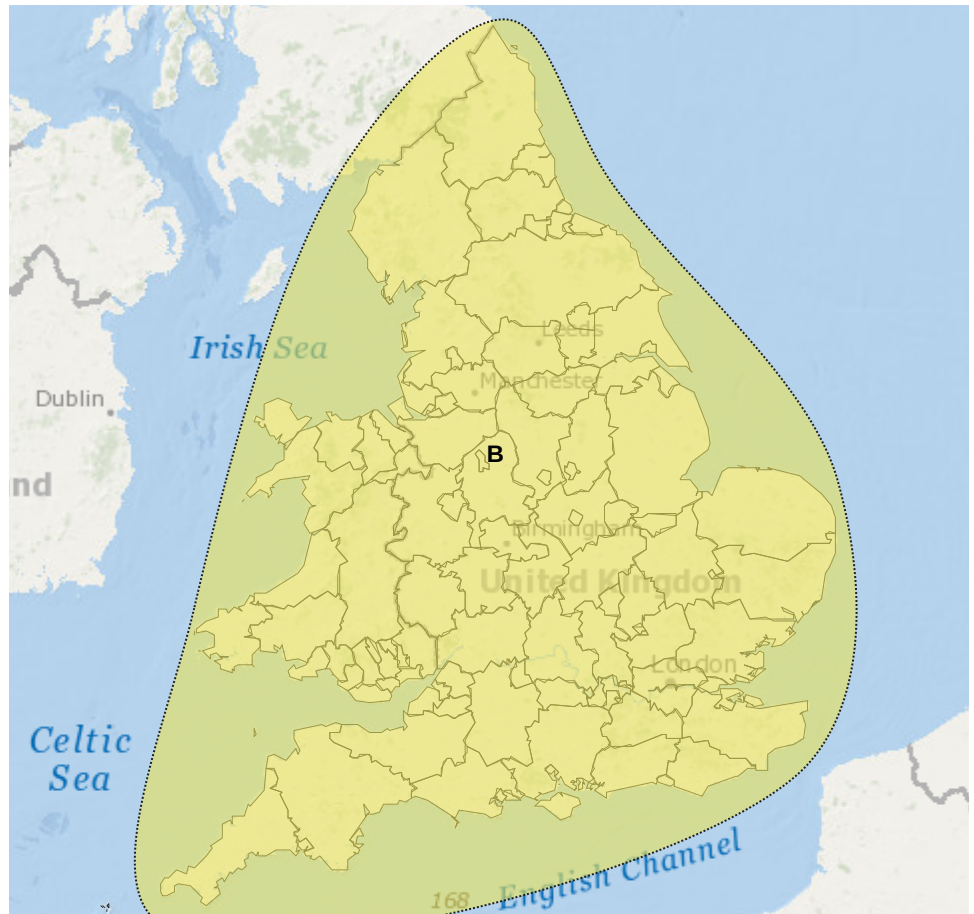 Leeds
Irish Sea
Manchester
Dublin
B
nd
Birmingham
United Kingdom
London
Celtic
Sea
English Channel
168